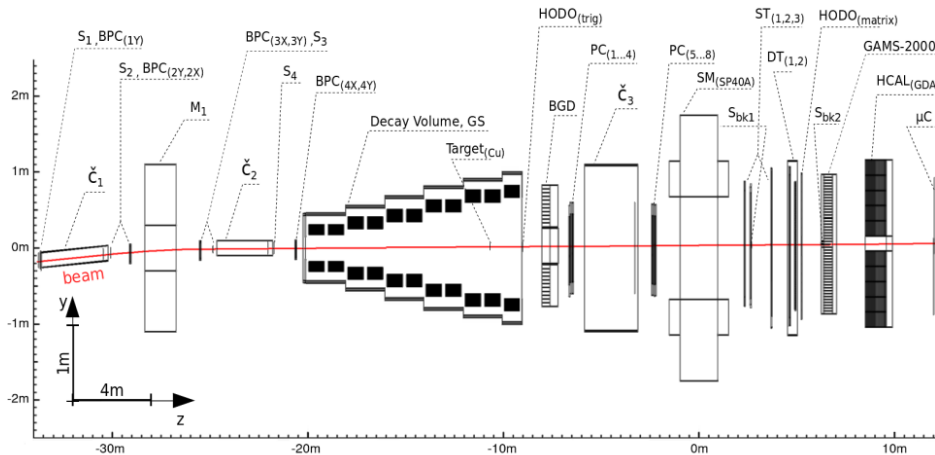 HODO(trig)
ST(1,2,3)
HODO(matrix)
S1 ,BPC(1Y)
BPC(3X,3Y) ,S3
PC(1...4)
PC(5...8)
DT(1,2)
GAMS-2000
S2 , BPC(2Y,2X)
S4
BPC(4X,4Y)
SM(SP40A)
HCAL(GDA
M1
BGD
Č3
Sbk1
Sbk2
μC
Decay Volume, GS
Target(Cu)
Č1
Č2
2m
1m
0m
-1m
-2m
beam
y
1m
4m
z
-30m
-20m
-10m
0m
10m